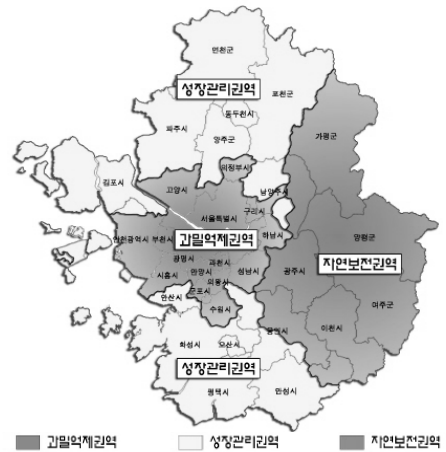 연천군
성장관리권역
포천군
동두천시
파주시
양주군
가평군
의정부시
김포시
고양시
남양주시
서울특별시
구리시
하남시
양평군
인천광역시
부천시
과밀억제권역
광명시
과천시
자연보전권역
시흥시
안양시
성남시
광주시
의왕시
안산시
군포시
여주군
수원시
이천시
용인시
화성시
오산시
성장관리권역
평택시
안성시
과밀억제권역
성장관리권역
자연보전권역